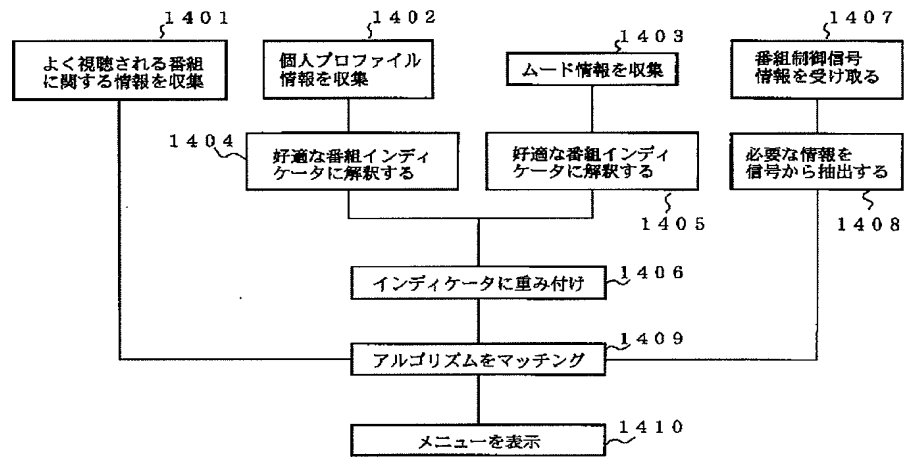 1401
よく視聴される番組
に関する情報を収集
1402
個人プロファイル
情報を収集
1403
ムード情報を収集
1407
番組制御信号
情報を受け取る
1404
好適な番組インディ
ケータに解釈する
好適な番組インディ
ケータに解釈する
1405
必要な情報を
信号から抽出する
1408
インディケータに重み付け
1406
アルゴリズムをマッチング
1409
メニューを表示
1410